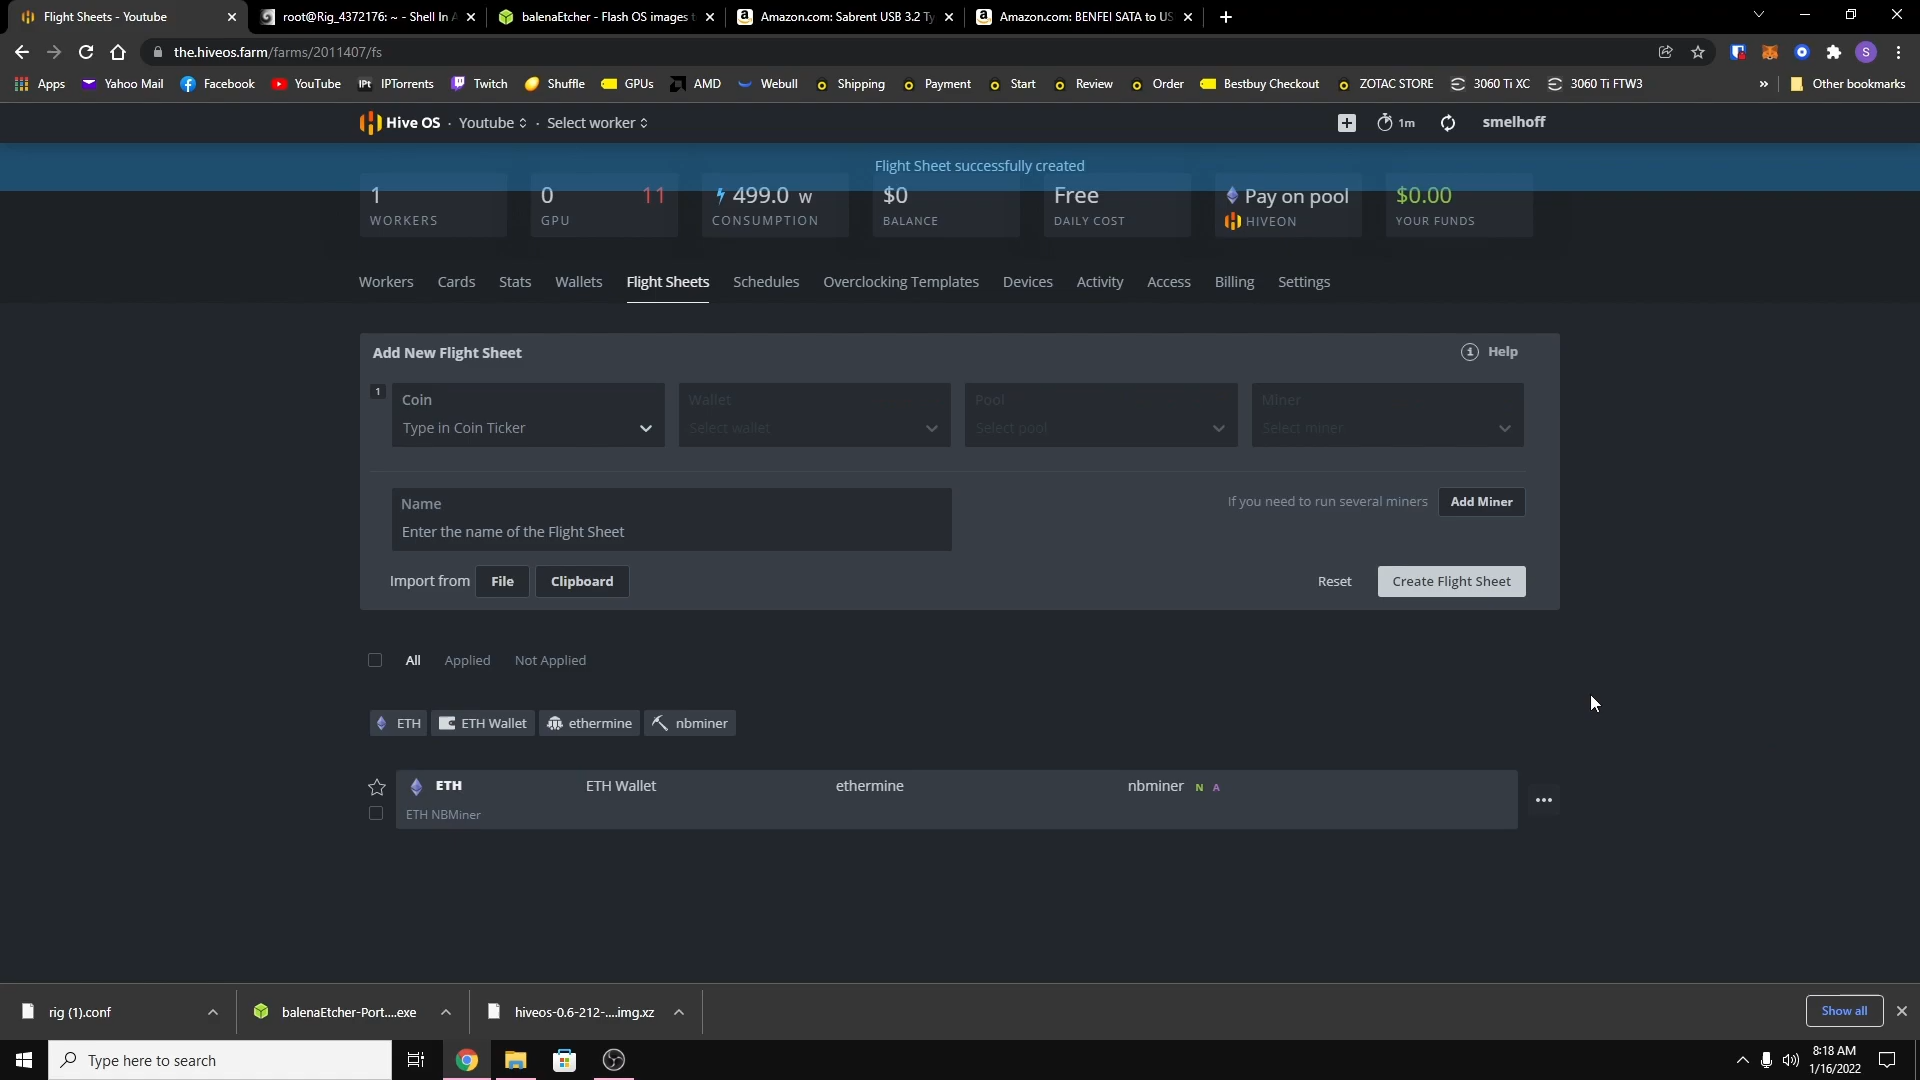 Flight Sheets - Youtube
root@Rig_4372176: ~ - Shell In A
balenaEtcher - Flash OS images t
Amazon.com: Sabrent USB 3.2 Ty
Amazon.com: BENFEI SATA to US
the.hiveos.farm/farms/2011407/fs
S
Apps
Yahoo Mail
Facebook
YouTube
IPt
IPTorrents
Twitch
Shuffle
GPUs
AMD
Webull
Shipping
Payment
Start
Review
Order
Bestbuy Checkout
ZOTAC STORE
3060 Ti XC
3060 Ti FTW3
»
Other bookmarks
Hive OS · Youtube · Select worker
1m
smelhoff
Flight Sheet successfully created
1
WORKERS
0 11
GPU
499.0 w
CONSUMPTION
$0
BALANCE
Free
DAILY COST
Pay on pool
HIVEON
$0.00
YOUR FUNDS
Workers
Cards
Stats
Wallets
Flight Sheets
Schedules
Overclocking Templates
Devices
Activity
Access
Billing
Settings
Add New Flight Sheet
Help
1
Coin
Type in Coin Ticker
Wallet
Select wallet
Pool
Select pool
Miner
Select miner
Name
Enter the name of the Flight Sheet
If you need to run several miners
Add Miner
Import from
File
Clipboard
Reset
Create Flight Sheet
All
Applied
Not Applied
ETH
ETH Wallet
ethermine
nbminer
ETH
ETH Wallet
ethermine
nbminer N A
ETH NBMiner
rig (1).conf
balenaEtcher-Port....exe
hiveos-0.6-212-....img.xz
Show all
Type here to search
8:18 AM
1/16/2022